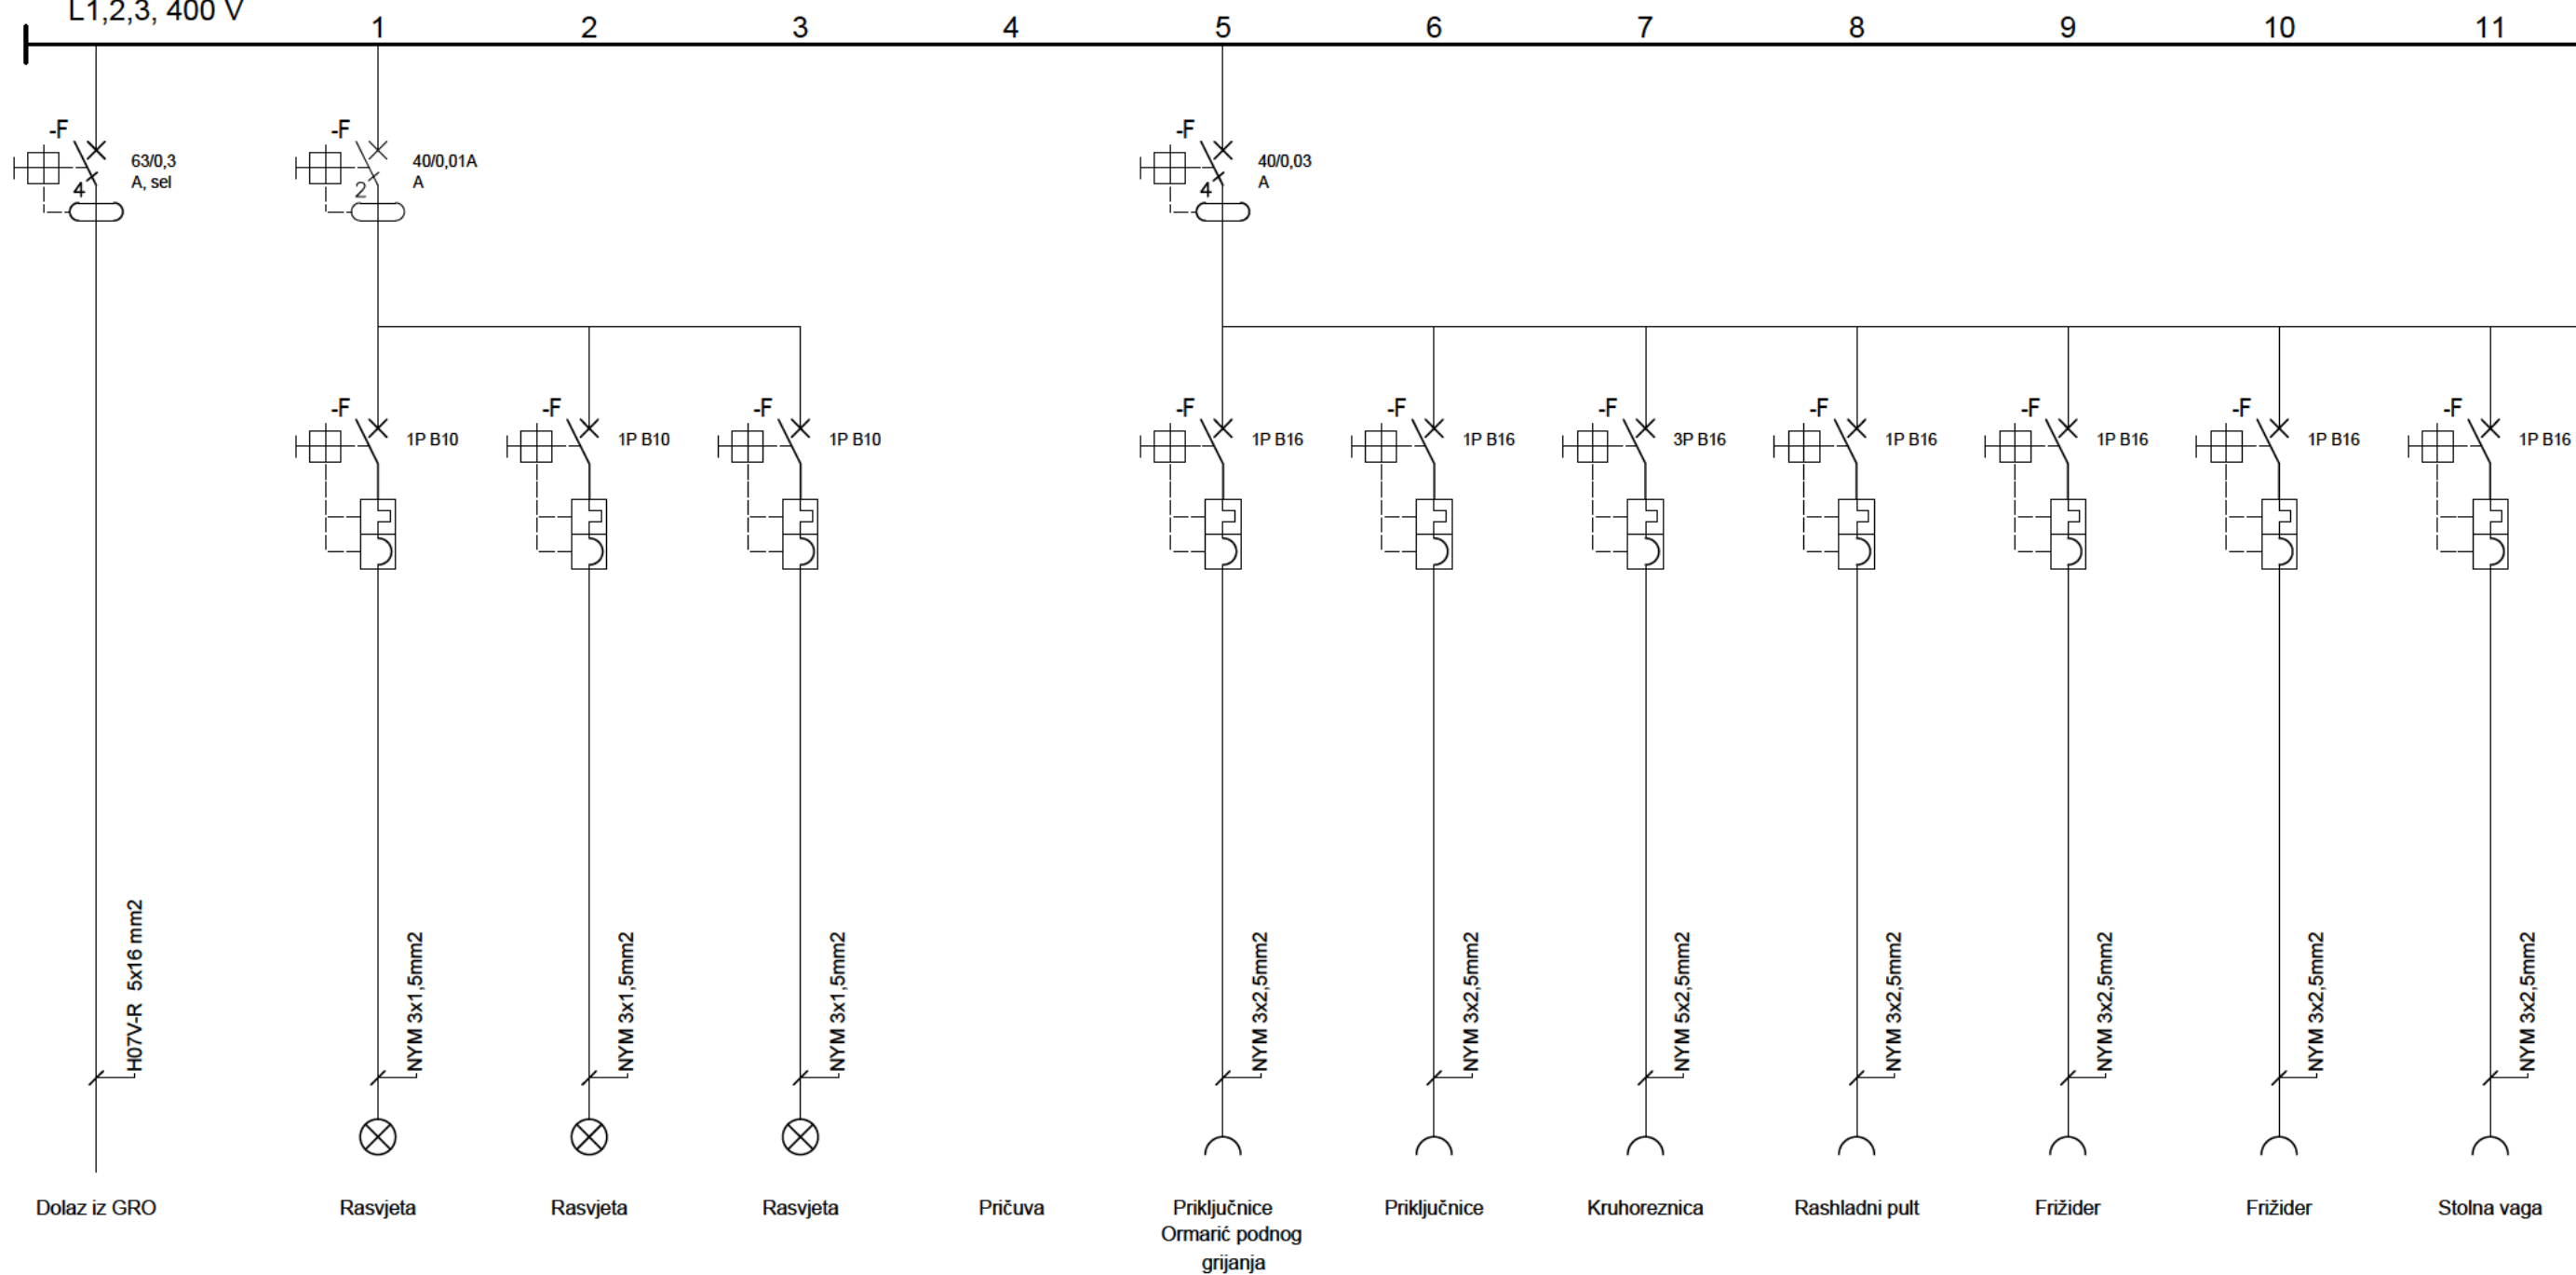 L1,2,3, 400 V
1 2 3 4 5 6 7 8 9 10 11
-F -F -F
63/0,3 40/0,01A 40/0,03
A, sel A A
4 2 4
-F -F -F -F -F -F -F -F -F -F
1P B10 1P B10 1P B10 1P B16 1P B16 3P B16 1P B16 1P B16 1P B16 1P B16
H07V-R 5x16 mm2
NYM 3x1,5mm2
NYM 3x1,5mm2
NYM 3x1,5mm2
NYM 3x2,5mm2
NYM 3x2,5mm2
NYM 5x2,5mm2
NYM 3x2,5mm2
NYM 3x2,5mm2
NYM 3x2,5mm2
NYM 3x2,5mm2
Dolaz iz GRO Rasvjeta Rasvjeta Rasvjeta Pričuva Priključnice Priključnice Kruhoreznica Rashladni pult Frižider Frižider Stolna vaga
Ormarić podnog
grijanja